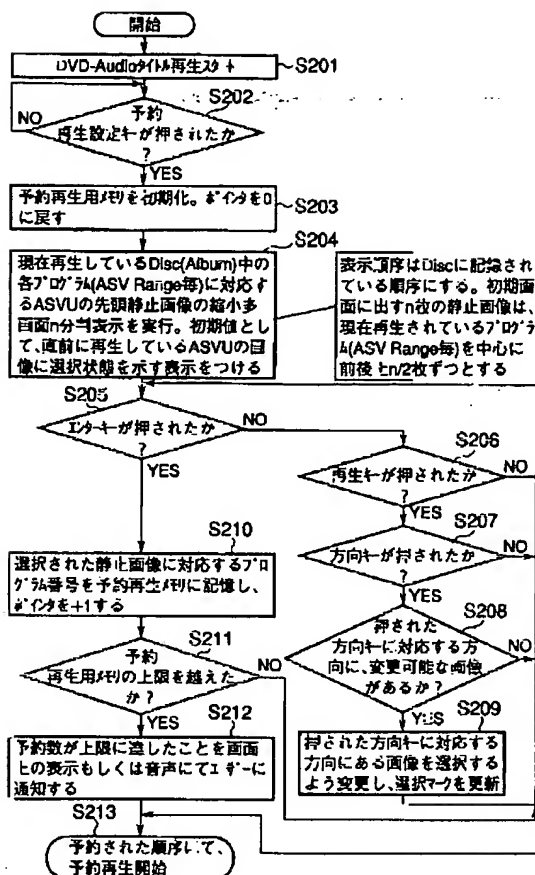 開始
DVD-Audioタイトル再生スタート
S201
S202
予約
再生設定キーが押されたか
?
NO
YES
予約再生用メモリを初期化。ポインタを0
に戻す
S203
S204
現在再生しているDisc(Album)中の
各プログラム(ASV Range毎)に対応す
るASVUの先頭静止画像の縮小多
画面n分割表示を実行。初期値とし
て、直前に再生しているASVUの画
像に選択状態を示す表示をつける
表示順序はDiscに記録され
ている順序にする。初期画
面に出すn枚の静止画像は、
現在再生されているプログラ
ム(ASV Range毎)を中心に
前後とn/2枚ずつとする
S205
エンターキーが押されたか
?
NO
YES
S206
再生キーが押されたか
?
NO
YES
S207
方向キーが押されたか
?
NO
YES
S208
押された
方向キーに対応する方
向に、変更可能な画像
があるか?
NO
YES
S209
押された方向キーに対応する
方向にある画像を選択する
よう変更し、選択マークを更新
S210
選択された静止画像に対応するプロ
グラム番号を予約再生メモリに記憶し、
ポインタを+1する
S211
予約
再生用メモリの上限を越えた
か?
NO
YES
S212
予約数が上限に達したことを画面
上の表示もしくは音声にてユーザーに
通知する
S213
予約された順序にて、
予約再生開始